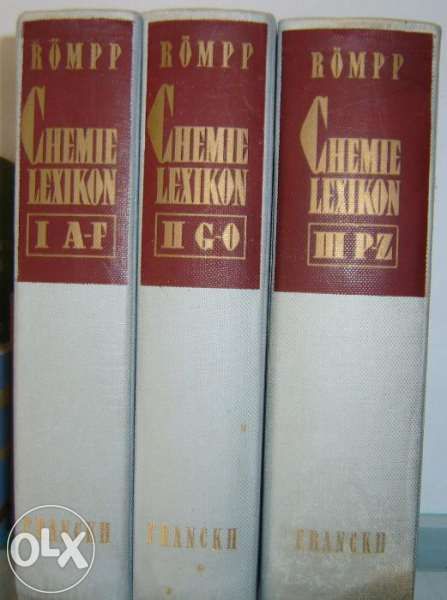 RÖMPP
CHEMIE
LEXIKON
I A-F
FRANCKH
RÖMPP
CHEMIE
LEXIKON
II G-O
FRANCKH
RÖMPP
CHEMIE
LEXIKON
III P-Z
FRANCKH
OLX